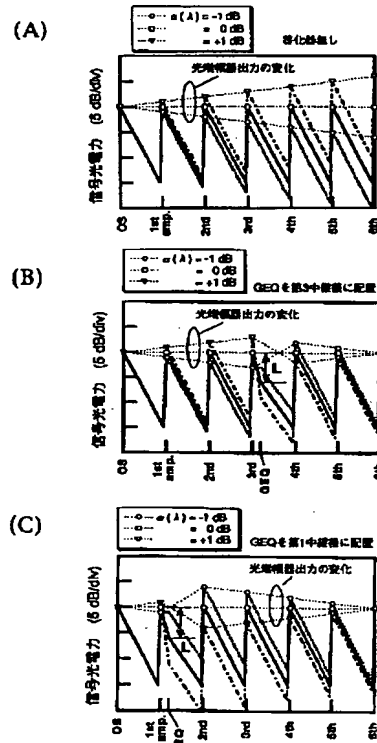 (A)
α(λ)=-1 dB
= 0 dB
= +1 dB
等化器無し
光増幅器出力の変化
信号光電力 (5 dB/div)
OS
1st amp.
2nd
3rd
4th
5th
6th
(B)
α(λ)=-1 dB
= 0 dB
= +1 dB
GEQを第3中継機に配置
光増幅器出力の変化
信号光電力 (5 dB/div)
L
OS
1st amp.
2nd
3rd
GEQ
4th
5th
6th
(C)
α(λ)=-1 dB
= 0 dB
= +1 dB
GEQを第1中継機に配置
光増幅器出力の変化
信号光電力 (5 dB/div)
L
OS
1st amp.
2nd
3rd
4th
5th
6th